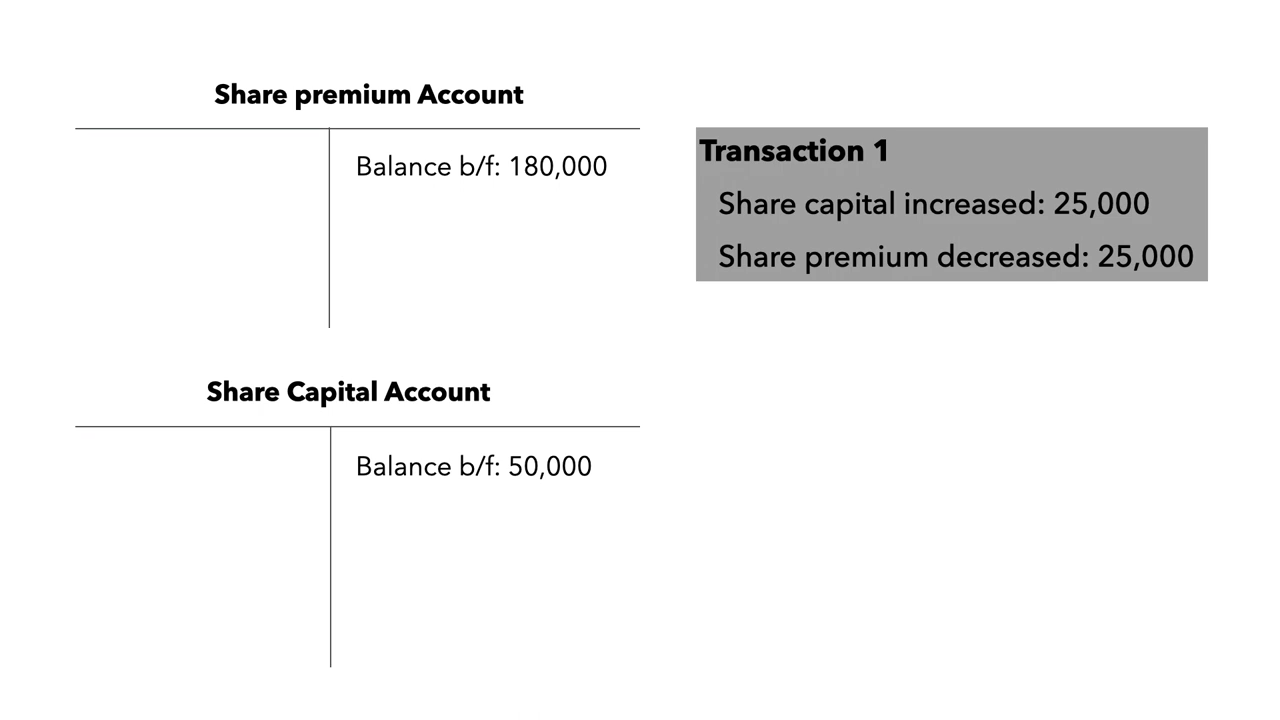 Share premium Account
Balance b/f: 180,000
Transaction 1
Share capital increased: 25,000
Share premium decreased: 25,000
Share Capital Account
Balance b/f: 50,000